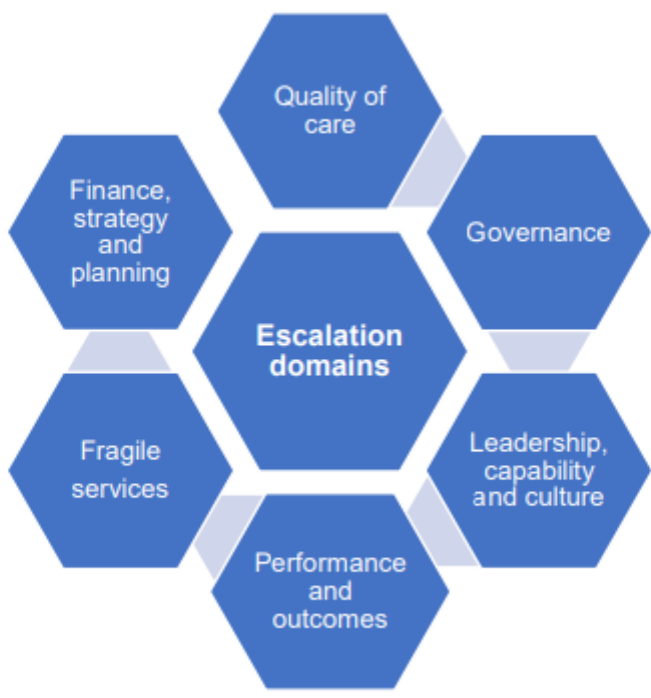 Quality of
care
Governance
Leadership,
capability
and culture
Performance
and
outcomes
Fragile
services
Finance,
strategy
and
planning
Escalation
domains